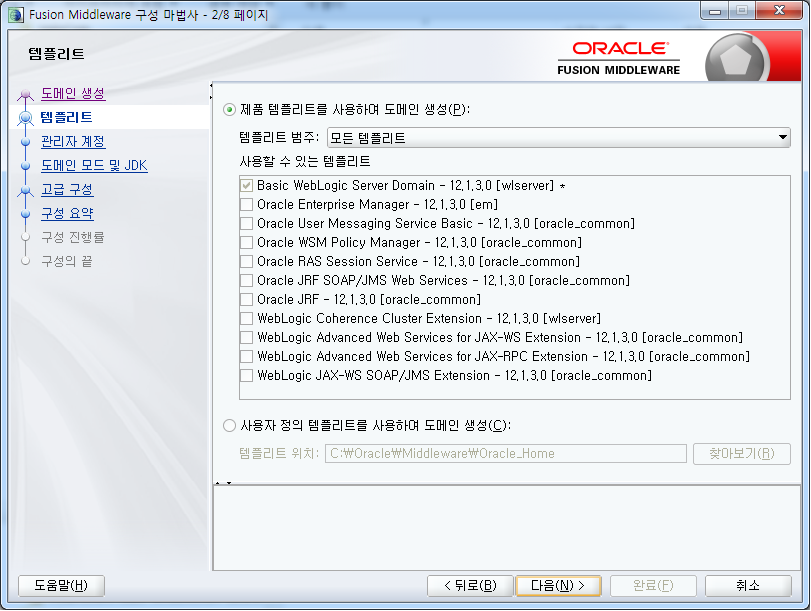 Fusion Middleware 구성 마법사 - 2/8 페이지
템플리트
ORACLE
FUSION MIDDLEWARE
도메인 생성
템플리트
관리자 계정
도메인 모드 및 JDK
고급 구성
구성 요약
구성 진행률
구성의 끝
제품 템플리트를 사용하여 도메인 생성(P):
템플리트 범주: 모든 템플리트
사용할 수 있는 템플리트
Basic WebLogic Server Domain - 12.1.3.0 [wlserver] *
Oracle Enterprise Manager - 12.1.3.0 [em]
Oracle User Messaging Service Basic - 12.1.3.0 [oracle_common]
Oracle WSM Policy Manager - 12.1.3.0 [oracle_common]
Oracle RAS Session Service - 12.1.3.0 [oracle_common]
Oracle JRF SOAP/JMS Web Services - 12.1.3.0 [oracle_common]
Oracle JRF - 12.1.3.0 [oracle_common]
WebLogic Coherence Cluster Extension - 12.1.3.0 [wlserver]
WebLogic Advanced Web Services for JAX-WS Extension - 12.1.3.0 [oracle_common]
WebLogic Advanced Web Services for JAX-RPC Extension - 12.1.3.0 [oracle_common]
WebLogic JAX-WS SOAP/JMS Extension - 12.1.3.0 [oracle_common]
사용자 정의 템플리트를 사용하여 도메인 생성(C):
템플리트 위치: C:₩Oracle₩Middleware₩Oracle_Home 찾아보기(R)
도움말(H) < 뒤로(B) 다음(N) > 완료(F) 취소